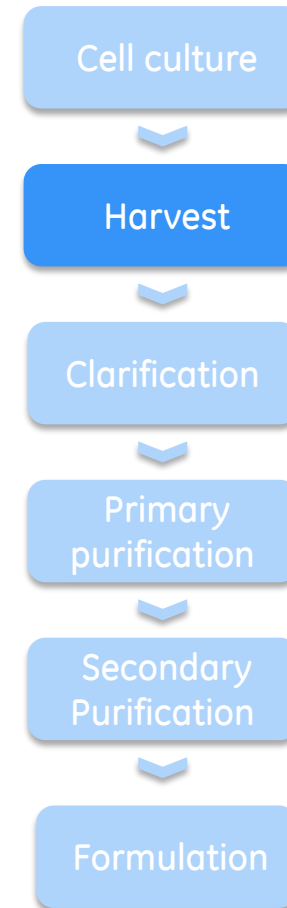 Cell culture
Harvest
Clarification
Primary
purification
Secondary
Purification
Formulation